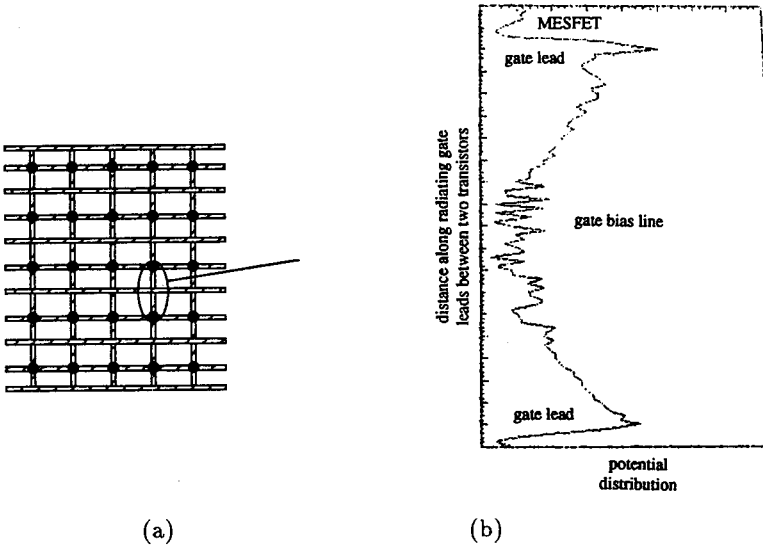 MESFET
gate lead
distance along radiating gate
leads between two transistors
gate bias line
gate lead
potential
distribution
(a)
(b)